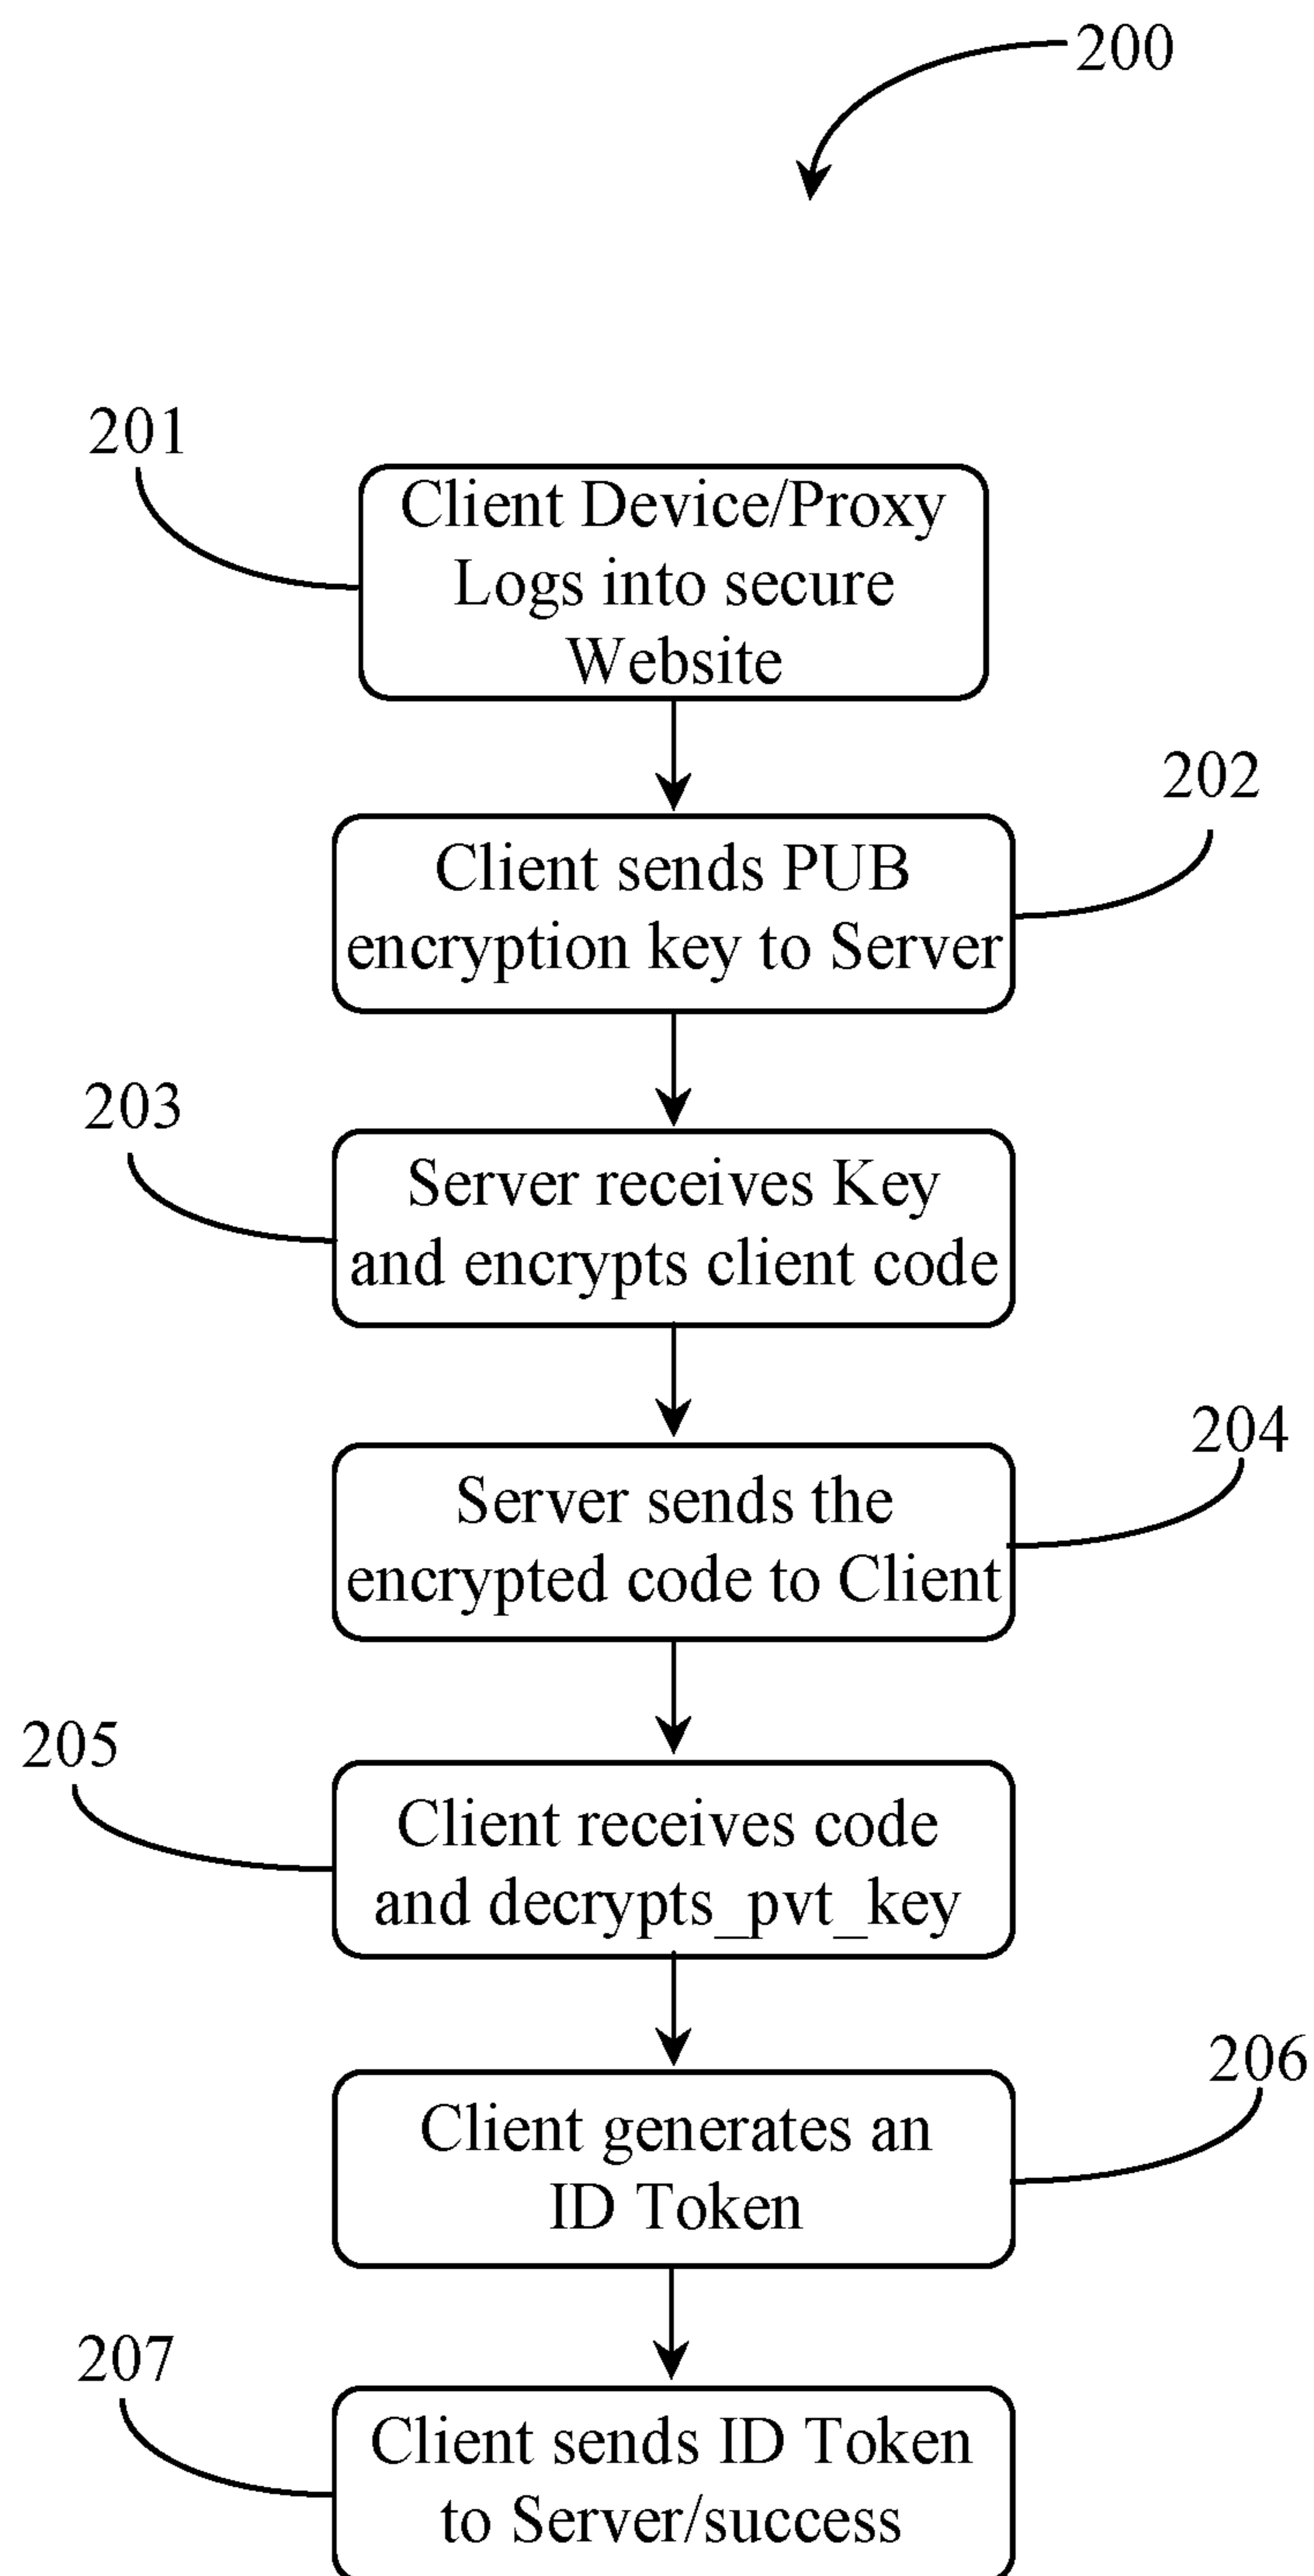 200
201
Client Device/Proxy
Logs into secure
Website
202
Client sends PUB
encryption key to Server
203
Server receives Key
and encrypts client code
204
Server sends the
encrypted code to Client
205
Client receives code
and decrypts_pvt_key
206
Client generates an
ID Token
207
Client sends ID Token
to Server/success